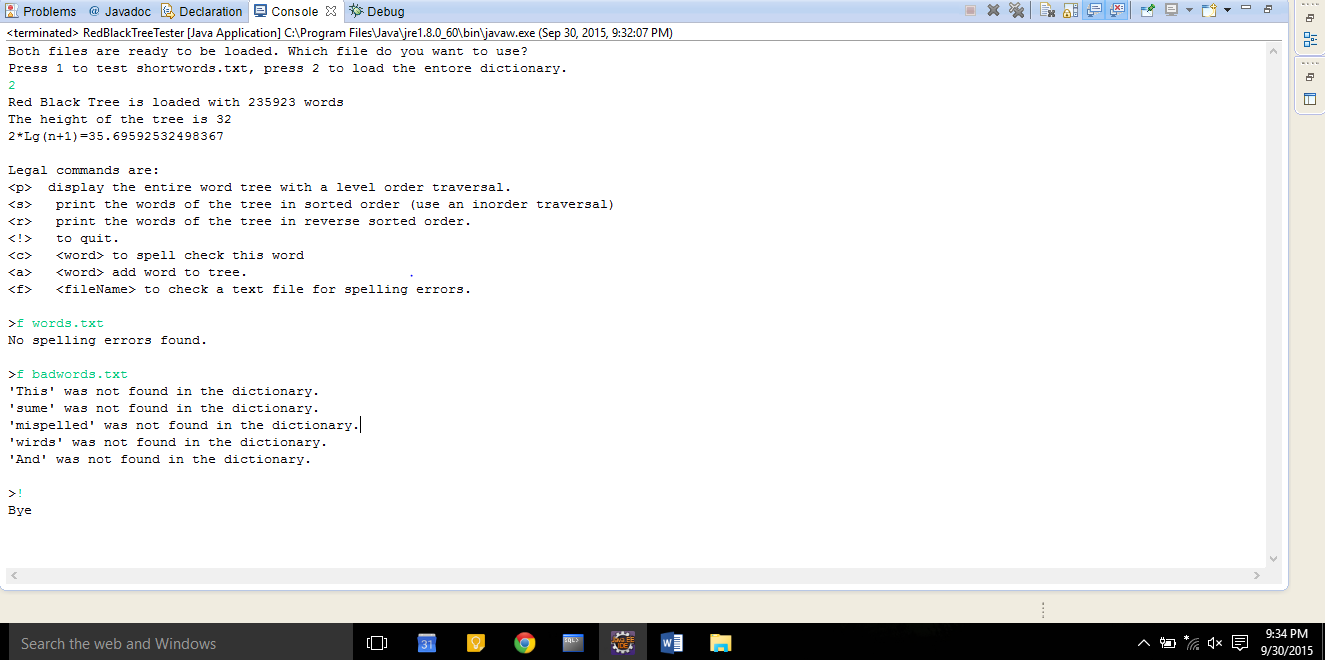 Problems @ Javadoc Declaration Console Debug
<terminated> RedBlackTreeTester [Java Application] C:\Program Files\Java\jre1.8.0_60\bin\javaw.exe (Sep 30, 2015, 9:32:07 PM)
Both files are ready to be loaded. Which file do you want to use?
Press 1 to test shortwords.txt, press 2 to load the entore dictionary.
2
Red Black Tree is loaded with 235923 words
The height of the tree is 32
2*Lg(n+1)=35.69592532498367
Legal commands are:
<p>  display the entire word tree with a level order traversal.
<s>   print the words of the tree in sorted order (use an inorder traversal)
<r>   print the words of the tree in reverse sorted order.
<!>   to quit.
<c>   <word> to spell check this word
<a>   <word> add word to tree.
<f>   <fileName> to check a text file for spelling errors.
>f words.txt
No spelling errors found.
>f badwords.txt
'This' was not found in the dictionary.
'sume' was not found in the dictionary.
'mispelled' was not found in the dictionary.
'wirds' was not found in the dictionary.
'And' was not found in the dictionary.
>!
Bye
Search the web and Windows
31
9:34 PM
9/30/2015